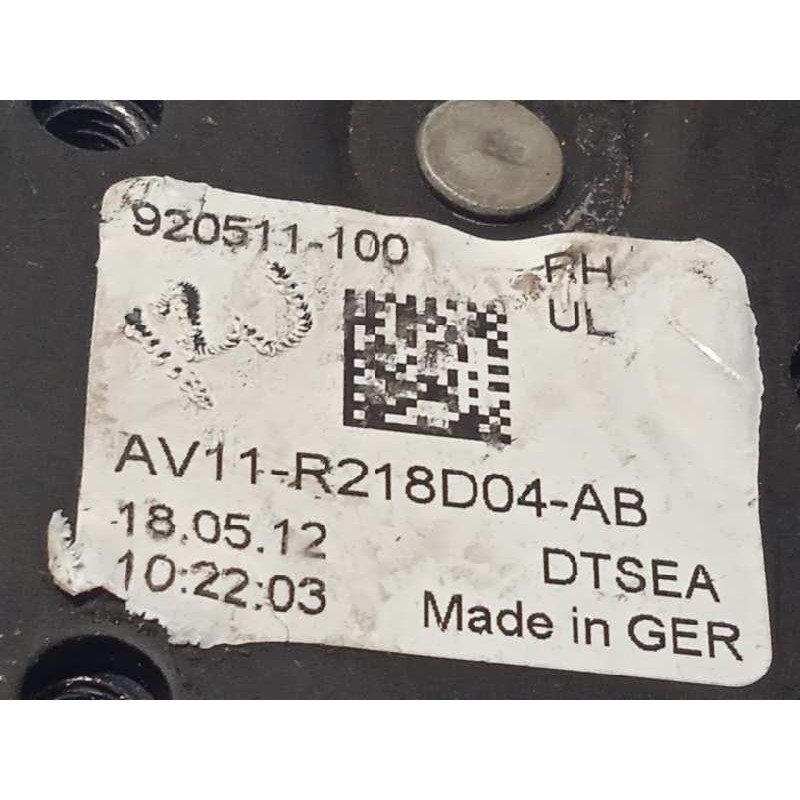 920511-100
RH
UL
AV11-R218D04-AB
18.05.12
10:22:03
DTSEA
Made in GER